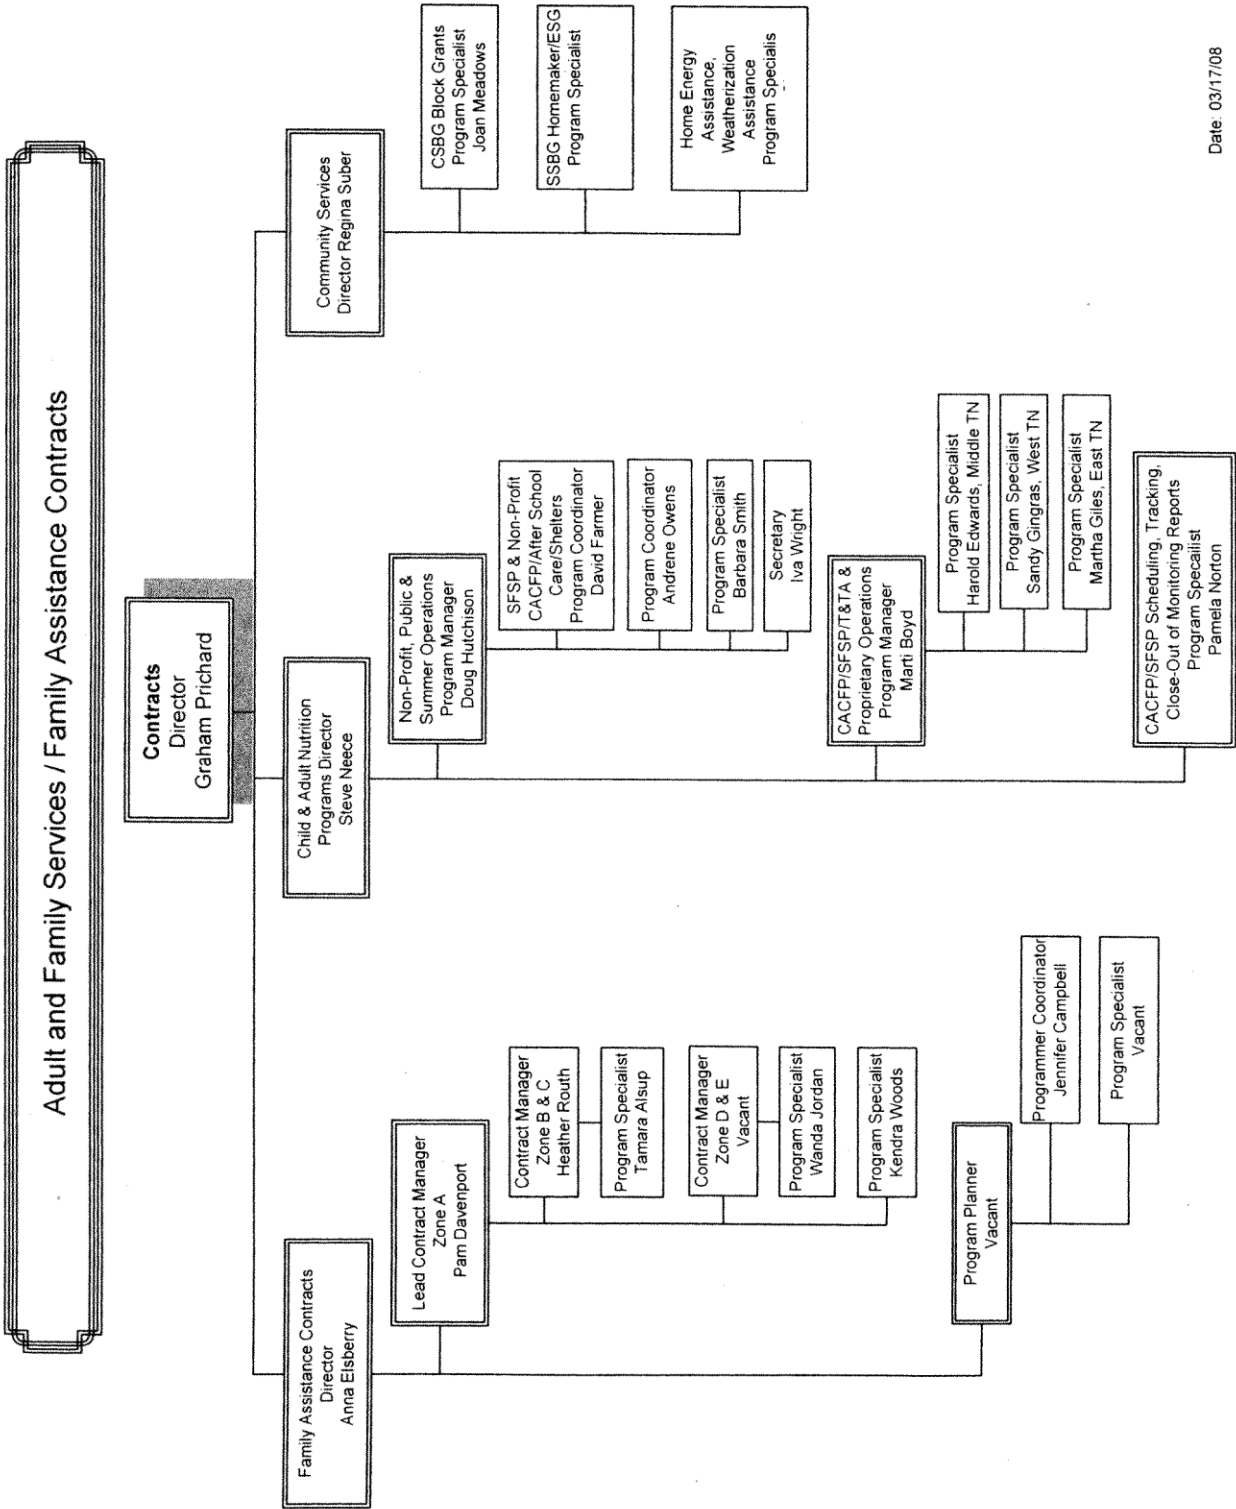 Adult and Family Services / Family Assistance Contracts
Contracts
Director
Graham Prichard
Family Assistance Contracts
Director
Anna Elsberry
Lead Contract Manager
Zone A
Pam Davenport
Contract Manager
Zone B & C
Heather Routh
Program Specialist
Tamara Alsup
Contract Manager
Zone D & E
Vacant
Program Specialist
Wanda Jordan
Program Specialist
Kendra Woods
Program Planner
Vacant
Programmer Coordinator
Jennifer Campbell
Program Specialist
Vacant
Child & Adult Nutrition
Programs Director
Steve Neece
Non-Profit, Public &
Summer Operations
Program Manager
Doug Hutchison
SFSP & Non-Profit
CACFP/After School
Care/Shelters
Program Coordinator
David Farmer
Program Coordinator
Andrene Owens
Program Specialist
Barbara Smith
Secretary
Iva Wright
CACFP/SFSP/T&TA &
Proprietary Operations
Program Manager
Marti Boyd
Program Specialist
Harold Edwards, Middle TN
Program Specialist
Sandy Gingras, West TN
Program Specialist
Martha Giles, East TN
CACFP/SFSP Scheduling, Tracking,
Close-Out of Monitoring Reports
Program Specailist
Pamela Norton
Community Services
Director Regina Suber
CSBG Block Grants
Program Specialist
Joan Meadows
SSBG Homemaker/ESG
Program Specialist
Home Energy
Assistance,
Weatherization
Assistance
Program Specialis
Date: 03/17/08